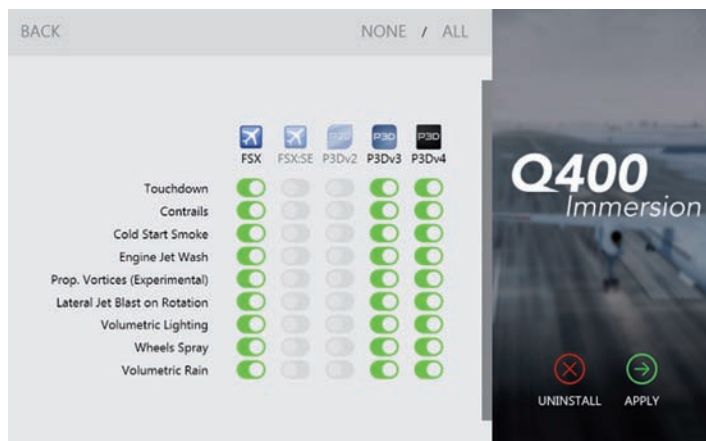 BACK NONE / ALL
FSX FSX:SE P3Dv2 P3Dv3 P3Dv4
Touchdown
Contrails
Cold Start Smoke
Engine Jet Wash
Prop. Vortices (Experimental)
Lateral Jet Blast on Rotation
Volumetric Lighting
Wheels Spray
Volumetric Rain
Q400
Immersion
UNINSTALL APPLY